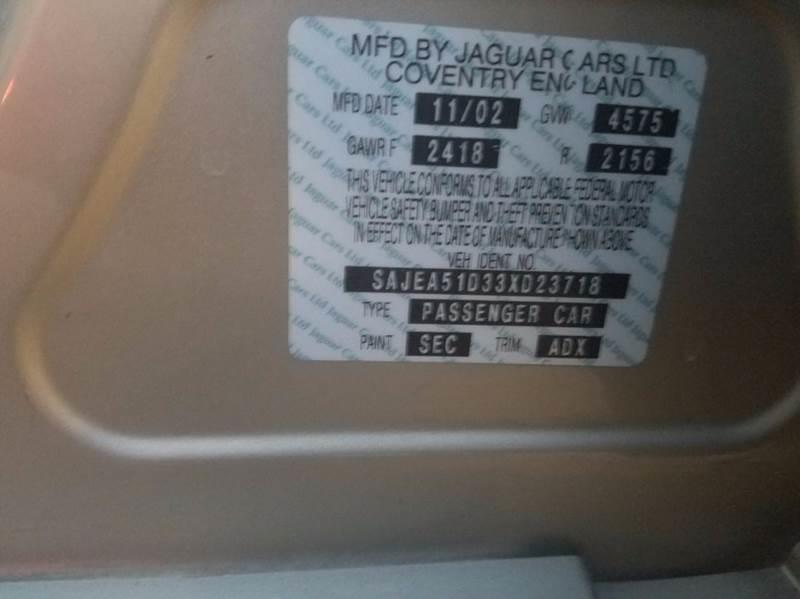 MFD BY JAGUAR CARS LTD
COVENTRY ENGLAND
MFD DATE 11/02 GVW 4575
GAWR F 2418 R 2156
THIS VEHICLE CONFORMS TO ALL APPLICABLE FEDERAL MOTOR
VEHICLE SAFETY, BUMPER AND THEFT PREVENTION STANDARDS
IN EFFECT ON THE DATE OF MANUFACTURE SHOWN ABOVE
VEH IDENT NO.
SAJEA51D33XD23718
TYPE PASSENGER CAR
PAINT SEC TRIM ADX